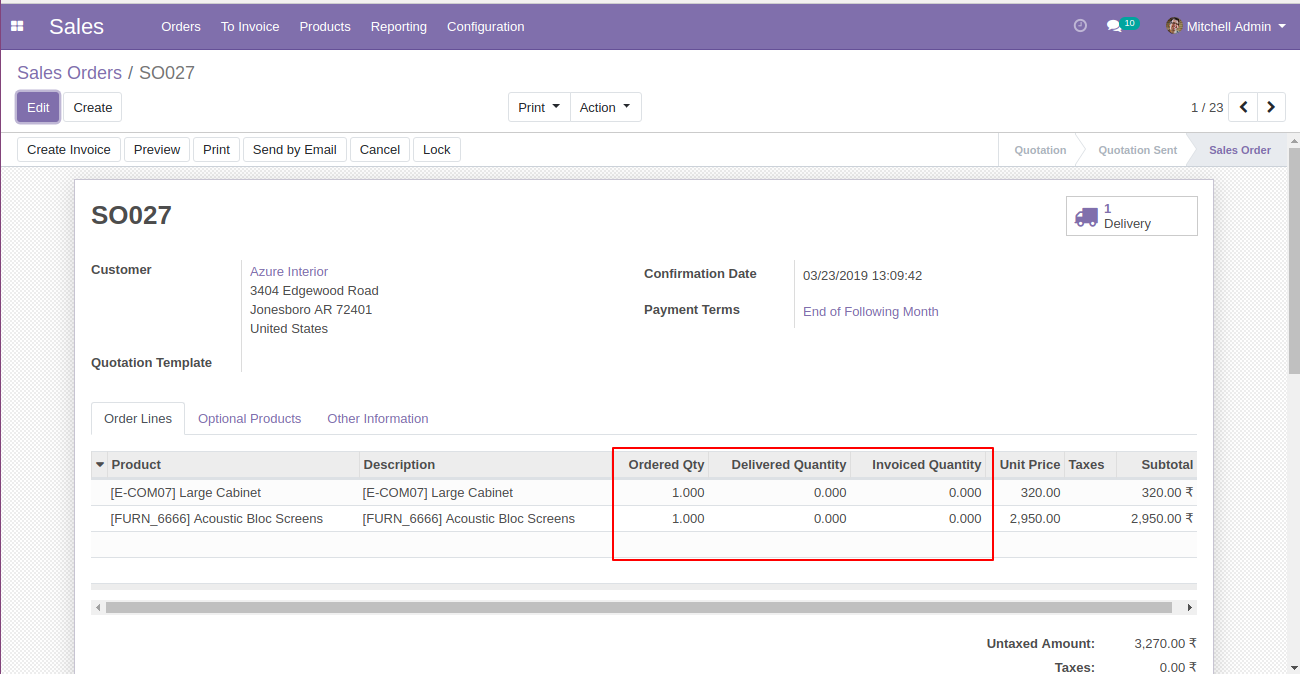 Sales Orders To Invoice Products Reporting Configuration 10 Mitchell Admin
Sales Orders / SO027
Edit Create Print Action 1 / 23
Create Invoice Preview Print Send by Email Cancel Lock Quotation Quotation Sent Sales Order
SO027
1
Delivery
Customer
Azure Interior
3404 Edgewood Road
Jonesboro AR 72401
United States
Confirmation Date 03/23/2019 13:09:42
Payment Terms End of Following Month
Quotation Template
Order Lines Optional Products Other Information
Product Description Ordered Qty Delivered Quantity Invoiced Quantity Unit Price Taxes Subtotal
[E-COM07] Large Cabinet [E-COM07] Large Cabinet 1.000 0.000 0.000 320.00 320.00 ₹
[FURN_6666] Acoustic Bloc Screens [FURN_6666] Acoustic Bloc Screens 1.000 0.000 0.000 2,950.00 2,950.00 ₹
Untaxed Amount: 3,270.00 ₹
Taxes: 0.00 ₹